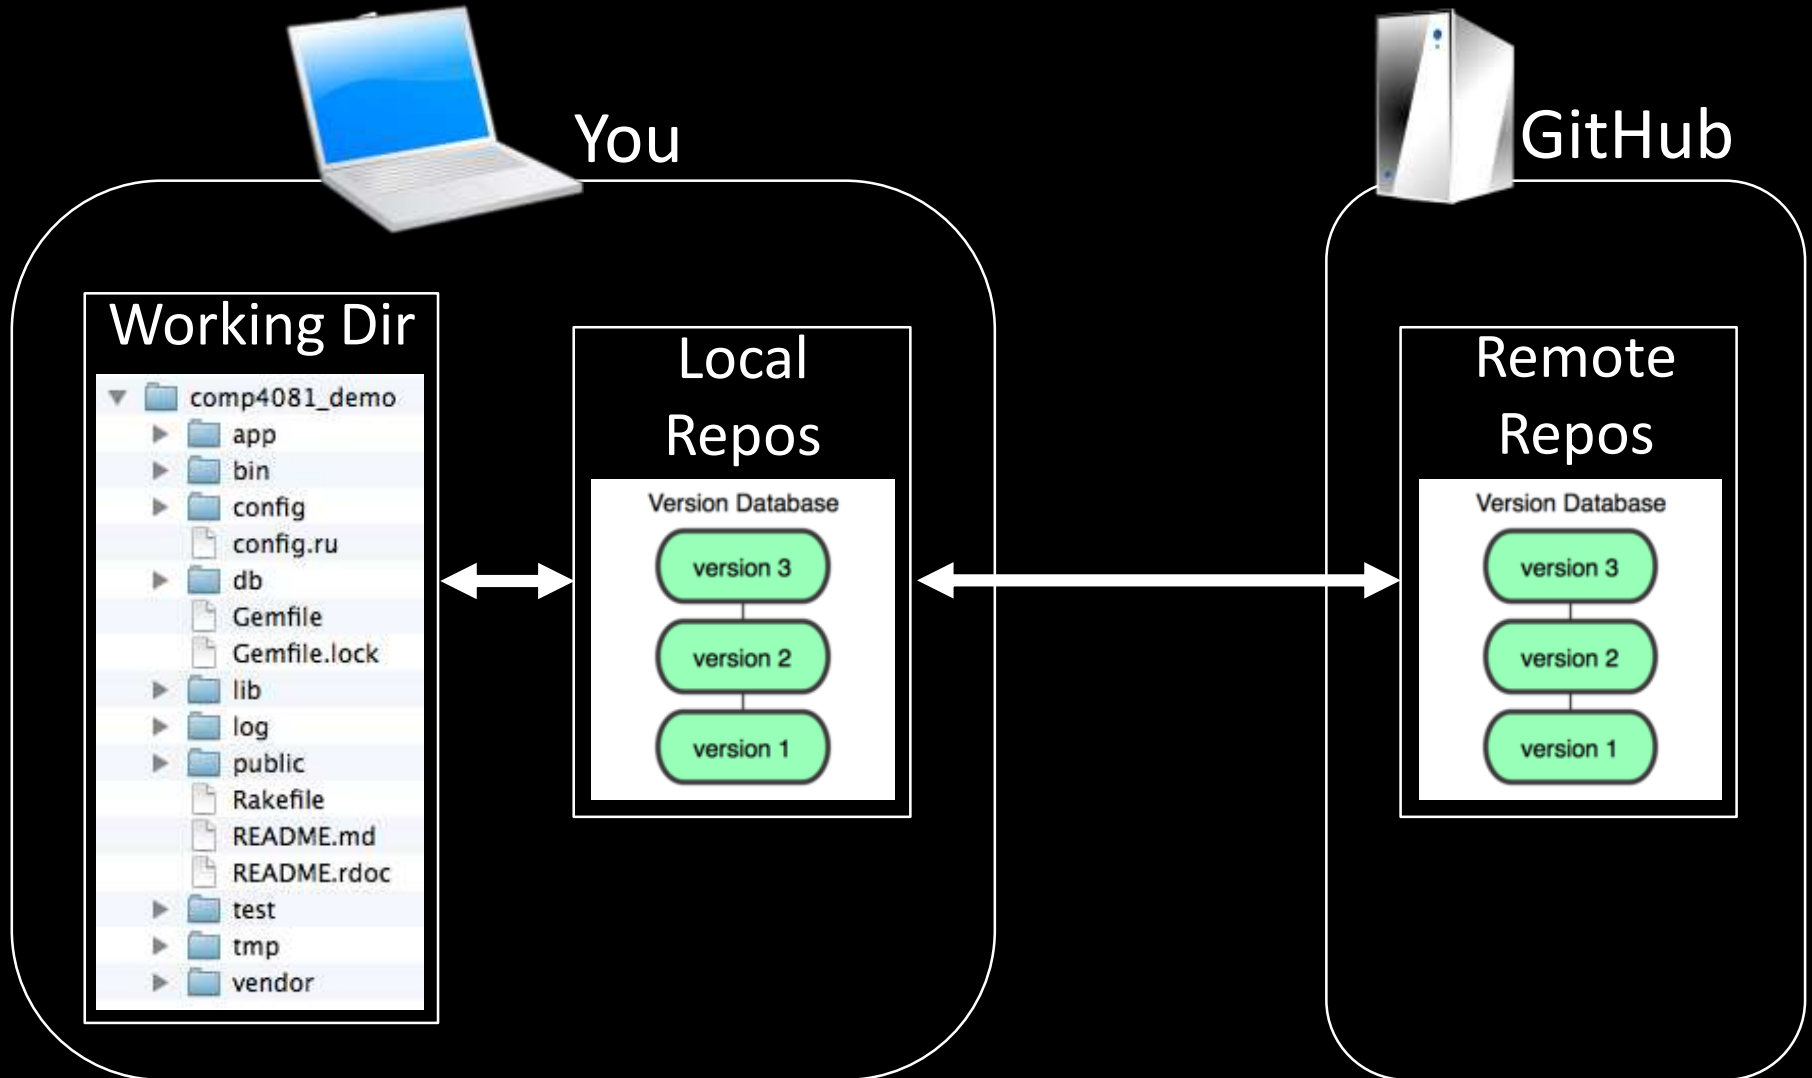 You
GitHub
Working Dir
comp4081_demo
app
bin
config
config.ru
db
Gemfile
Gemfile.lock
lib
log
public
Rakefile
README.md
README.rdoc
test
tmp
vendor
Local
Repos
Version Database
version 3
version 2
version 1
Remote
Repos
Version Database
version 3
version 2
version 1